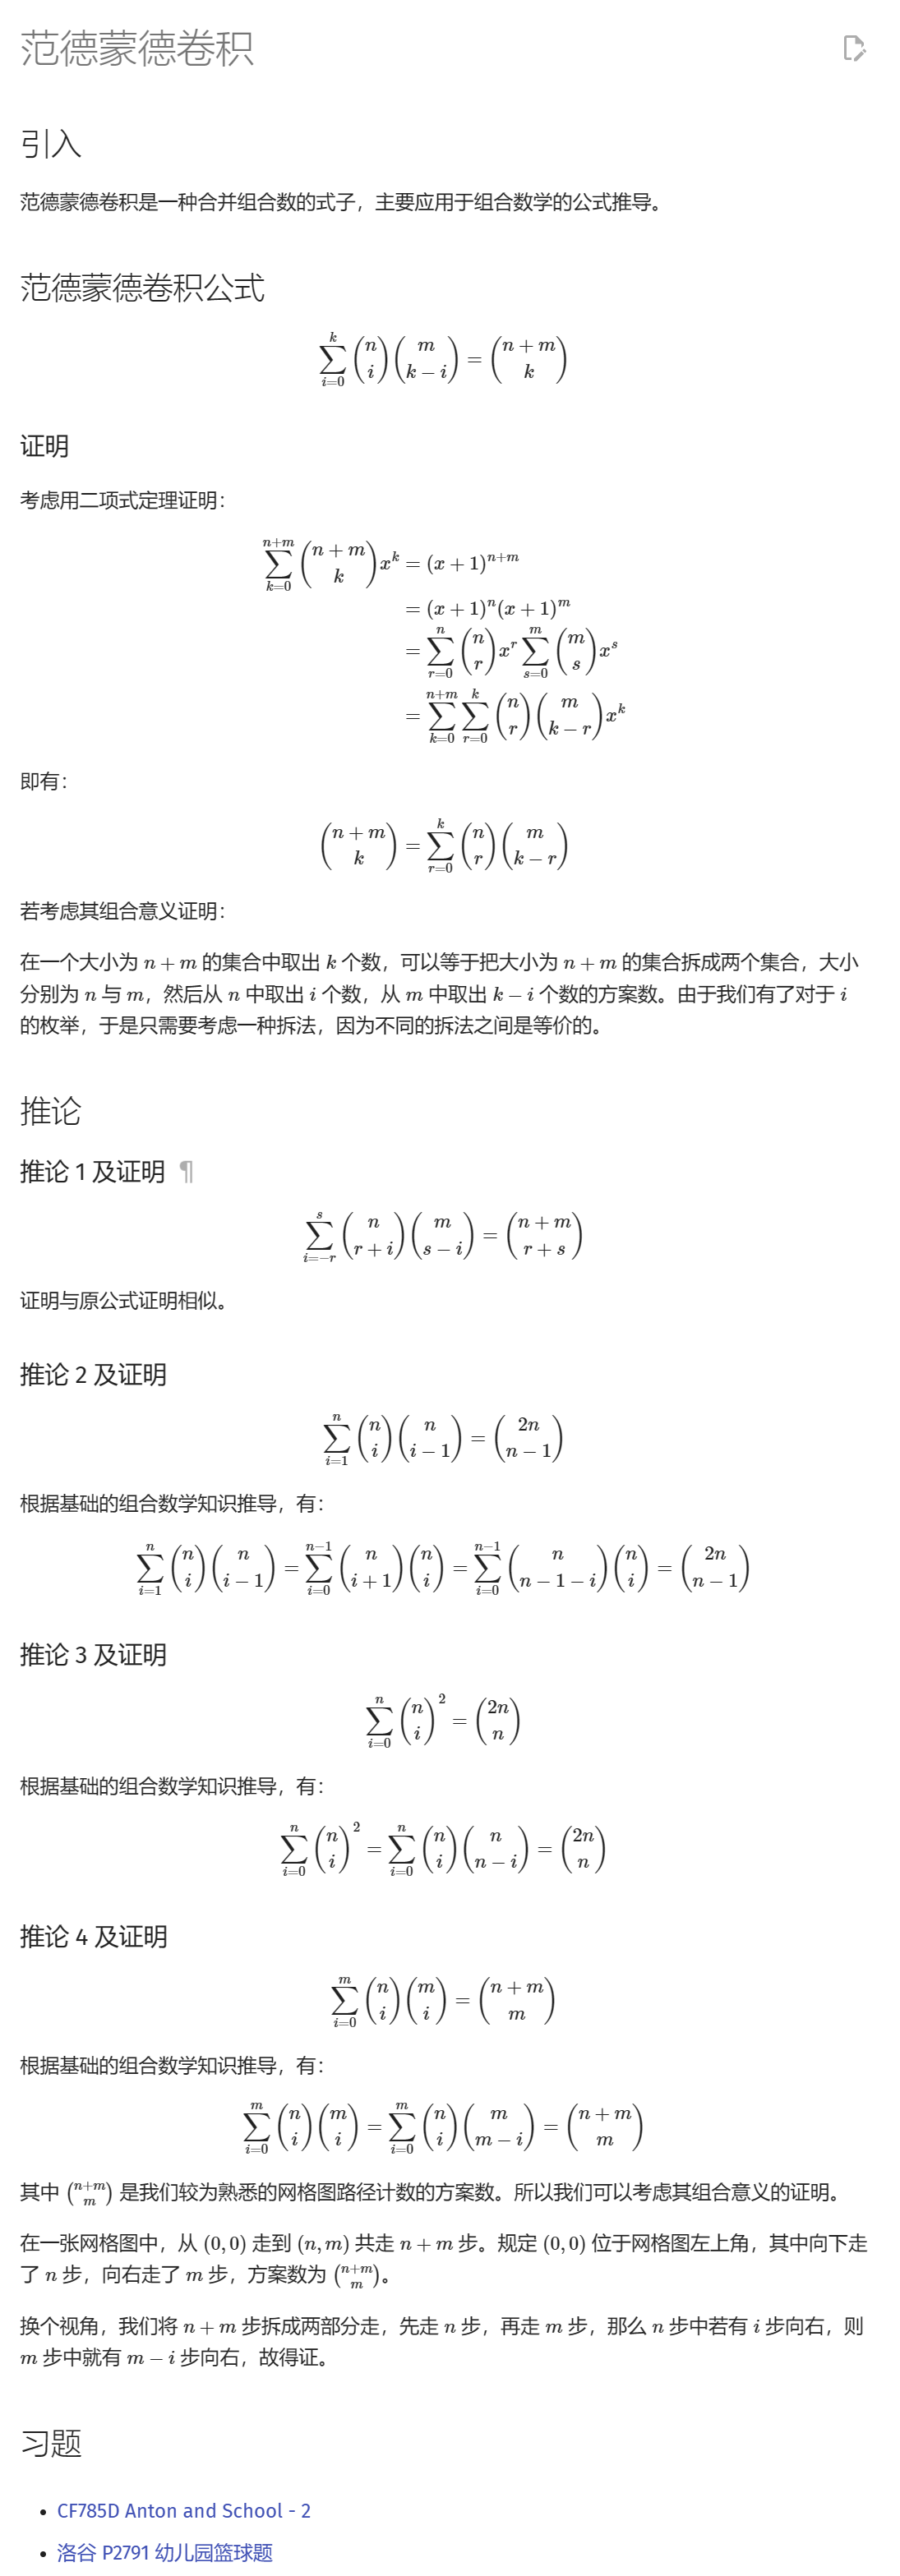 范德蒙德卷积
引入
范德蒙德卷积是一种合并组合数的式子，主要应用于组合数学的公式推导。
范德蒙德卷积公式
$$\sum_{i=0}^{k}\binom{n}{i}\binom{m}{k-i}=\binom{n+m}{k}$$
证明
考虑用二项式定理证明：
$$\sum_{k=0}^{n+m}\binom{n+m}{k}x^k=(x+1)^{n+m}$$
$$=(x+1)^n(x+1)^m$$
$$=\sum_{r=0}^{n}\binom{n}{r}x^r\sum_{s=0}^{m}\binom{m}{s}x^s$$
$$=\sum_{k=0}^{n+m}\sum_{r=0}^{k}\binom{n}{r}\binom{m}{k-r}x^k$$
即有：
$$\binom{n+m}{k}=\sum_{r=0}^{k}\binom{n}{r}\binom{m}{k-r}$$
若考虑其组合意义证明：
在一个大小为 $n+m$ 的集合中取出 $k$ 个数，可以等于把大小为 $n+m$ 的集合拆成两个集合，大小
分别为 $n$ 与 $m$，然后从 $n$ 中取出 $i$ 个数，从 $m$ 中取出 $k-i$ 个数的方案数。由于我们有了对于 $i$
的枚举，于是只需要考虑一种拆法，因为不同的拆法之间是等价的。
推论
推论 1 及证明 ¶
$$\sum_{i=-r}^{s}\binom{n}{r+i}\binom{m}{s-i}=\binom{n+m}{r+s}$$
证明与原公式证明相似。
推论 2 及证明
$$\sum_{i=1}^{n}\binom{n}{i}\binom{n}{i-1}=\binom{2n}{n-1}$$
根据基础的组合数学知识推导，有：
$$\sum_{i=1}^{n}\binom{n}{i}\binom{n}{i-1}=\sum_{i=0}^{n-1}\binom{n}{i+1}\binom{n}{i}=\sum_{i=0}^{n-1}\binom{n}{n-1-i}\binom{n}{i}=\binom{2n}{n-1}$$
推论 3 及证明
$$\sum_{i=0}^{n}\binom{n}{i}^2=\binom{2n}{n}$$
根据基础的组合数学知识推导，有：
$$\sum_{i=0}^{n}\binom{n}{i}^2=\sum_{i=0}^{n}\binom{n}{i}\binom{n}{n-i}=\binom{2n}{n}$$
推论 4 及证明
$$\sum_{i=0}^{m}\binom{n}{i}\binom{m}{i}=\binom{n+m}{m}$$
根据基础的组合数学知识推导，有：
$$\sum_{i=0}^{m}\binom{n}{i}\binom{m}{i}=\sum_{i=0}^{m}\binom{n}{i}\binom{m}{m-i}=\binom{n+m}{m}$$
其中 $\binom{n+m}{m}$ 是我们较为熟悉的网格图路径计数的方案数。所以我们可以考虑其组合意义的证明。
在一张网格图中，从 $(0,0)$ 走到 $(n,m)$ 共走 $n+m$ 步。规定 $(0,0)$ 位于网格图左上角，其中向下走
了 $n$ 步，向右走了 $m$ 步，方案数为 $\binom{n+m}{m}$。
换个视角，我们将 $n+m$ 步拆成两部分走，先走 $n$ 步，再走 $m$ 步，那么 $n$ 步中若有 $i$ 步向右，则
$m$ 步中就有 $m-i$ 步向右，故得证。
习题
• CF785D Anton and School - 2
• 洛谷 P2791 幼儿园篮球题